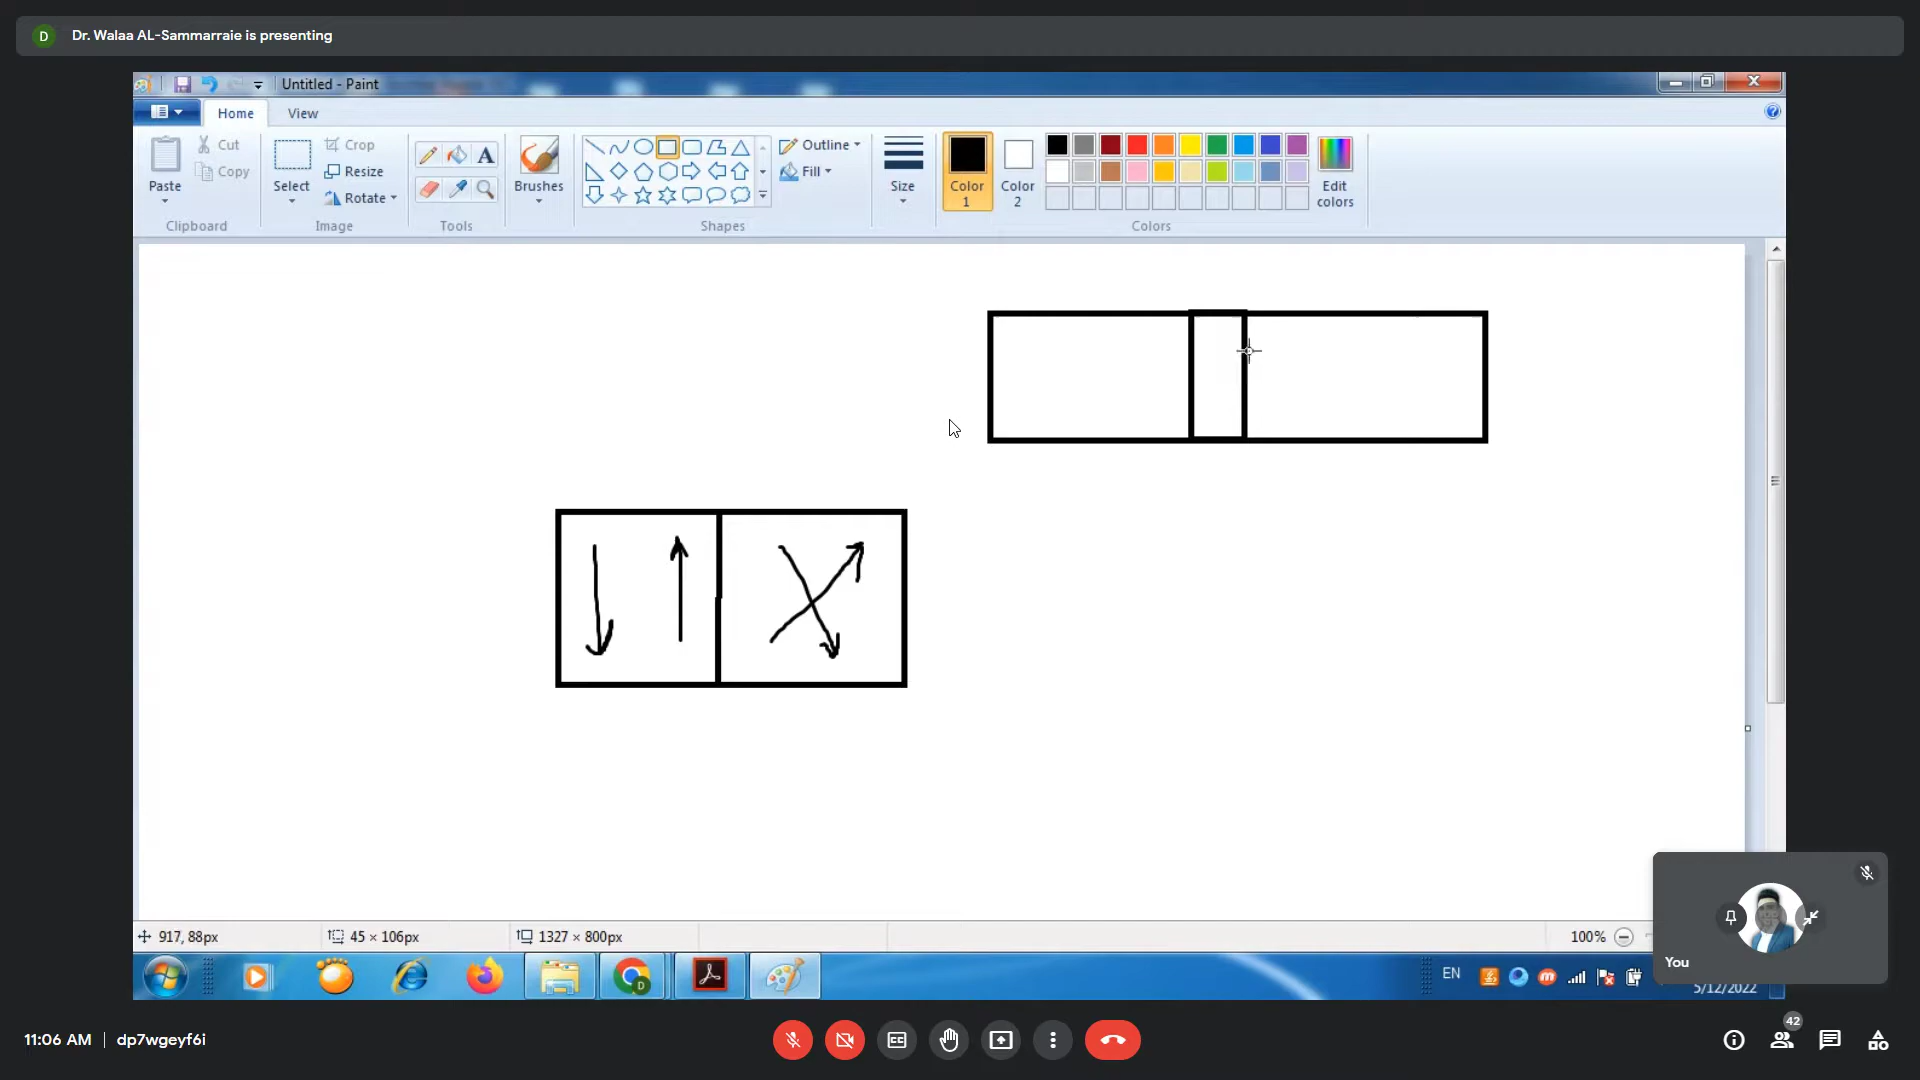 D Dr. Walaa AL-Sammarraie is presenting
Untitled - Paint
Home View
Paste
Cut
Copy
Clipboard
Select
Crop
Resize
Rotate
Image
A
Tools
Brushes
Outline
Fill
Shapes
Size
Color 1
Color 2
Edit colors
Colors
917, 88px
45 × 106px
1327 × 800px
100%
EN
5/12/2022
You
11:06 AM | dp7wgeyf6i
42